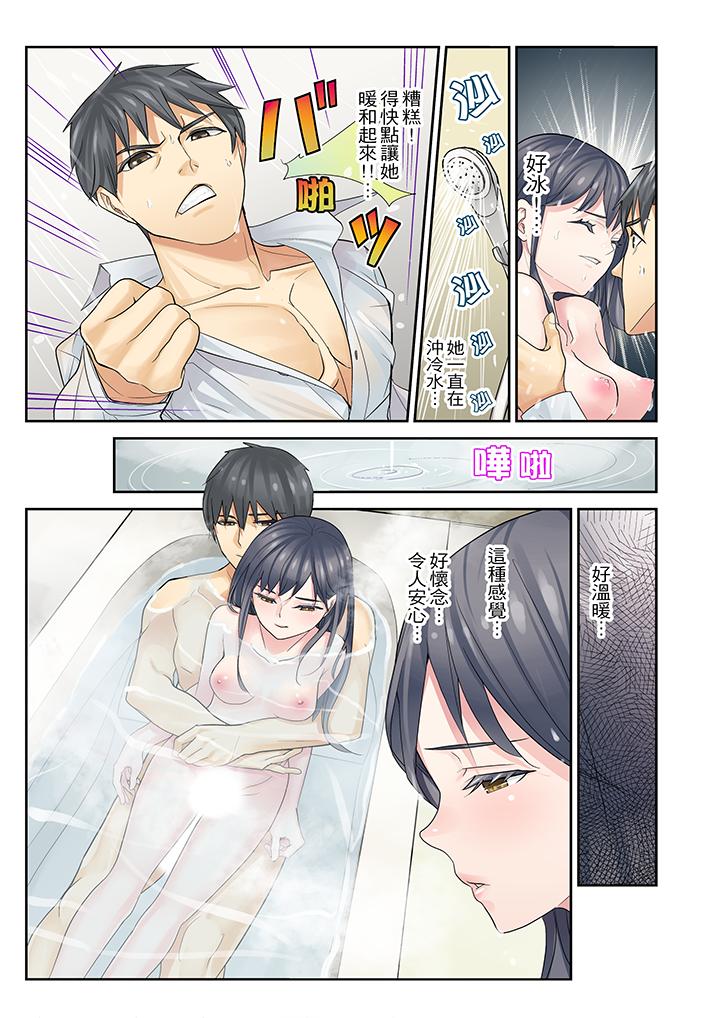 好冰！…
沙
沙
沙
沙
沙
沙
她一直在
沖冷水…
糟糕！
得快點讓她
暖和起來!!…
バ
啪
ッ
啪
嘩
好溫暖…
這種感覺…
好懷念…
令人安心…